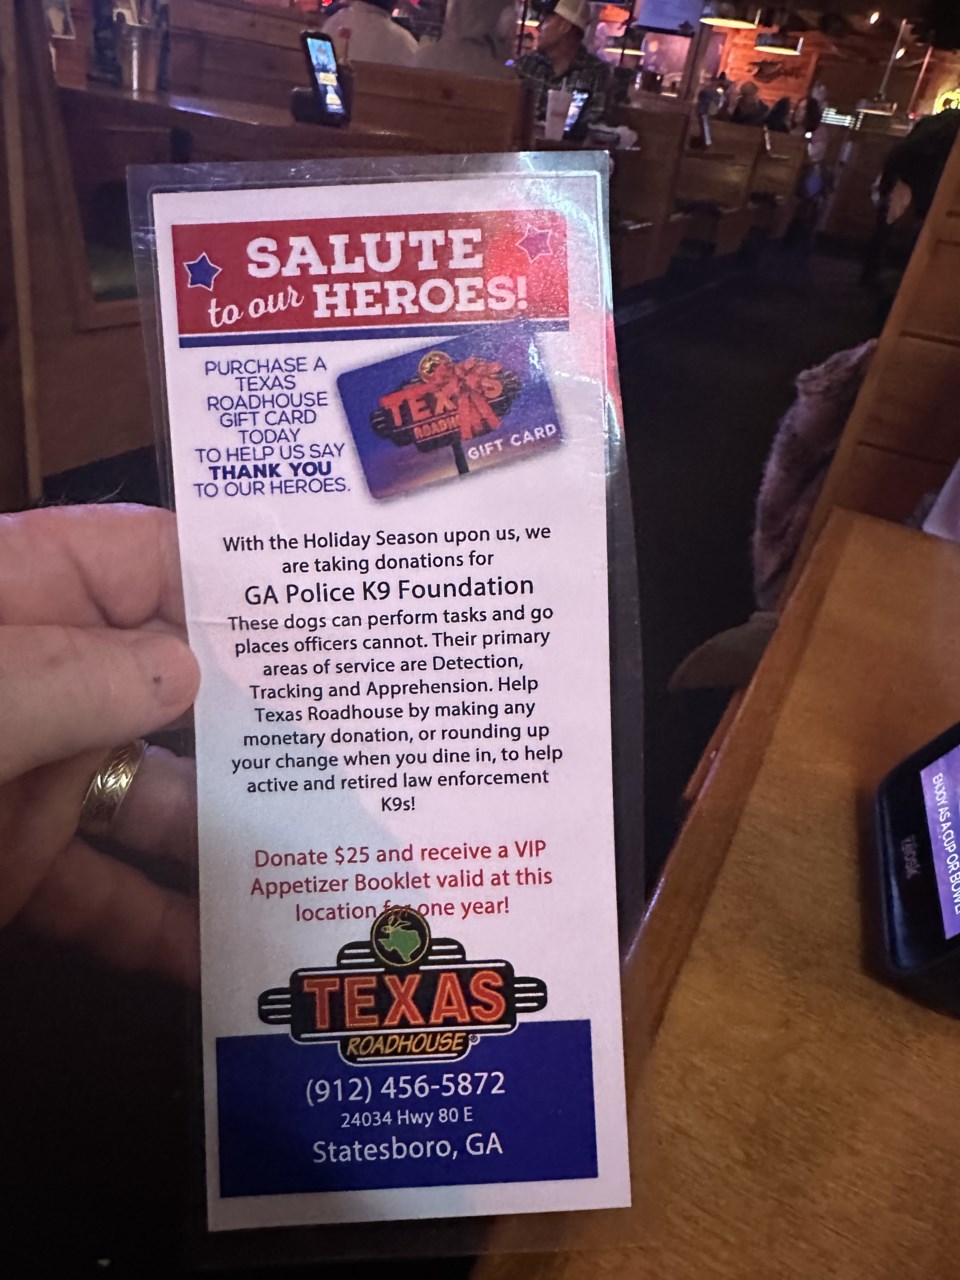 SALUTE
to our HEROES!
PURCHASE A
TEXAS
ROADHOUSE
GIFT CARD
TODAY
TO HELP US SAY
THANK YOU
TO OUR HEROES.
TEXAS
GIFT CARD
With the Holiday Season upon us, we
are taking donations for
GA Police K9 Foundation
These dogs can perform tasks and go
places officers cannot. Their primary
areas of service are Detection,
Tracking and Apprehension. Help
Texas Roadhouse by making any
monetary donation, or rounding up
your change when you dine in, to help
active and retired law enforcement
K9s!
Donate $25 and receive a VIP
Appetizer Booklet valid at this
location for one year!
TEXAS
ROADHOUSE®
(912) 456-5872
24034 Hwy 80 E
Statesboro, GA
ENJOY AS A CUP OR BOWL